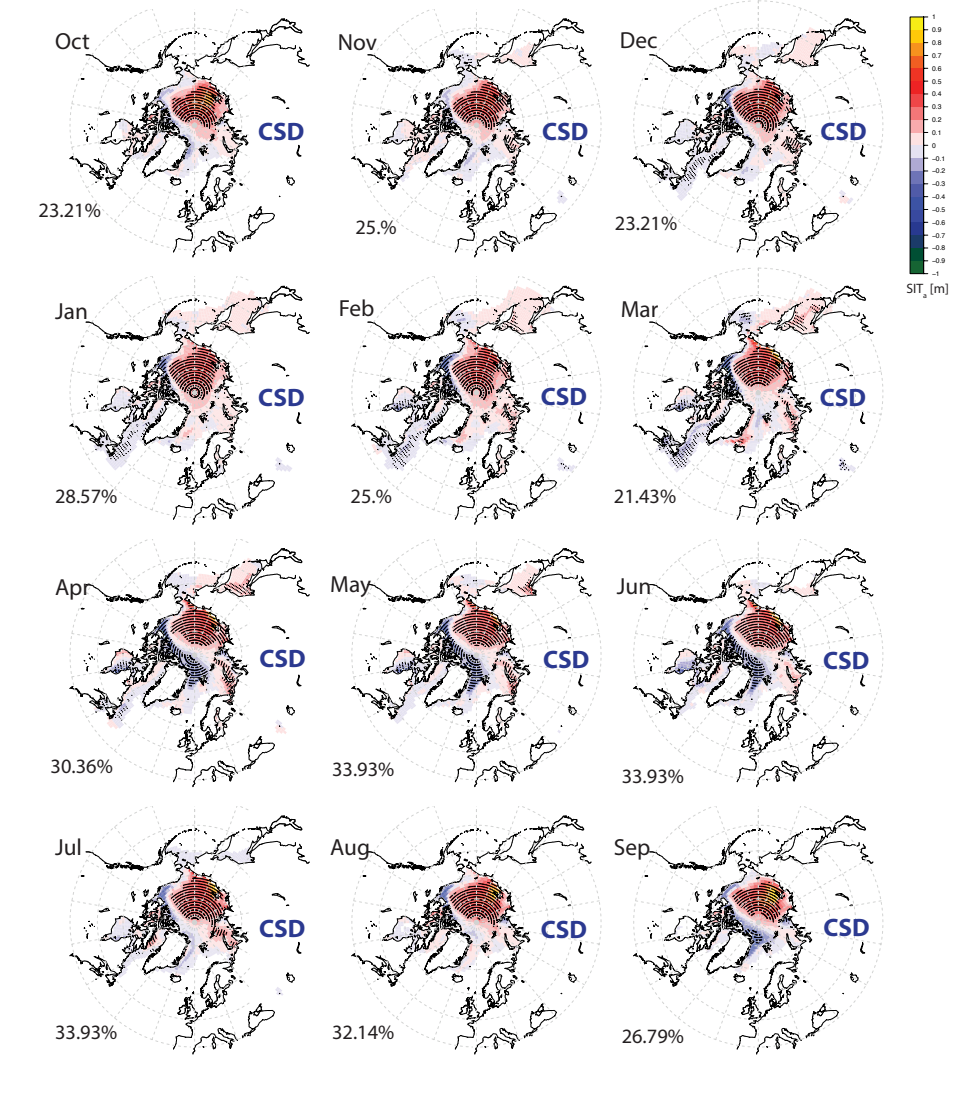 Oct
CSD
23.21%
Nov
CSD
25.%
Dec
CSD
23.21%
1
0.9
0.8
0.7
0.6
0.5
0.4
0.3
0.2
0.1
0
−0.1
−0.2
−0.3
−0.4
−0.5
−0.6
−0.7
−0.8
−0.9
−1
SITa [m]
Jan
CSD
28.57%
Feb
CSD
25.%
Mar
CSD
21.43%
Apr
CSD
30.36%
May
CSD
33.93%
Jun
CSD
33.93%
Jul
CSD
33.93%
Aug
CSD
32.14%
Sep
CSD
26.79%